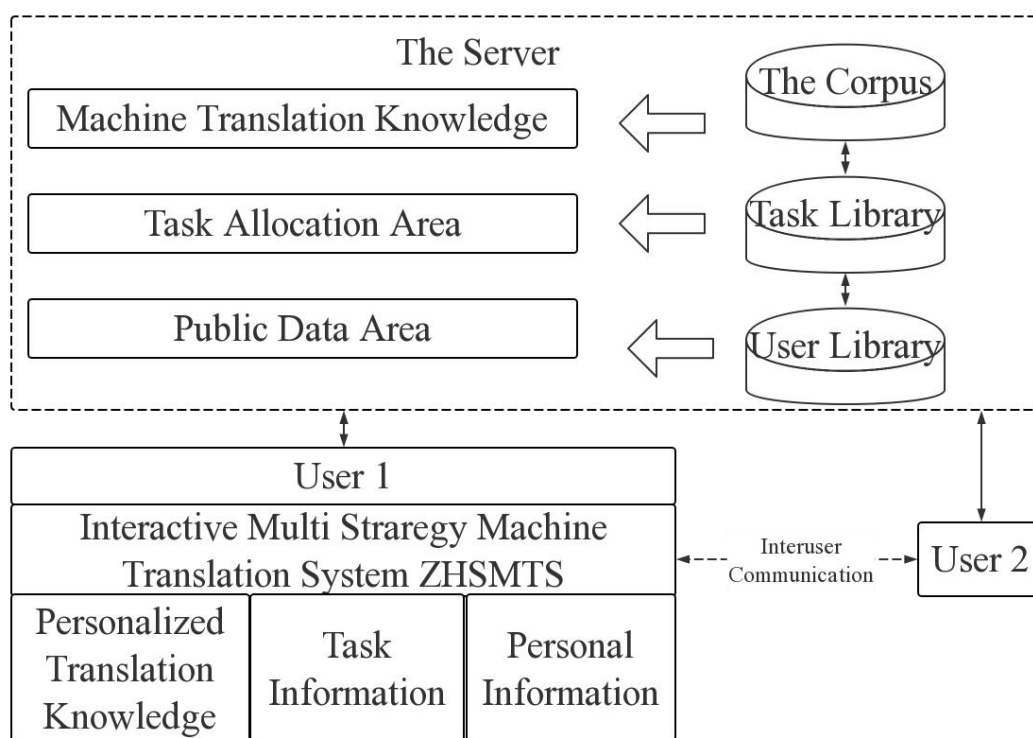 The Server
The Corpus
Machine Translation Knowledge
Task Allocation Area
Task Library
Public Data Area
User Library
User 1
Interactive Multi Straregy Machine
Translation System ZHSMTS
Interuser
Communication
User 2
Personalized
Translation
Knowledge
Task
Information
Personal
Information